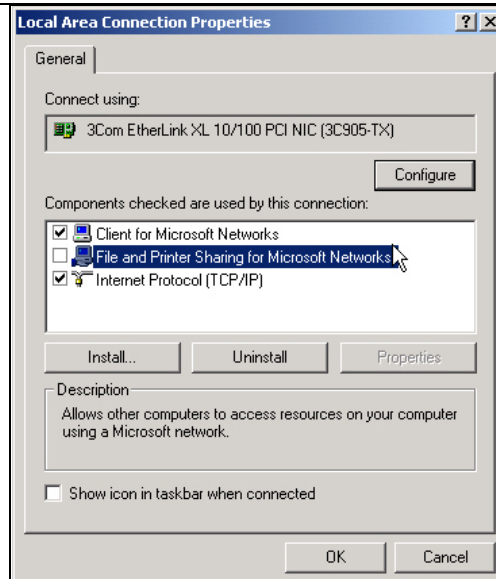 Local Area Connection Properties
General
Connect using:
3Com EtherLink XL 10/100 PCI NIC (3C905-TX)
Configure
Components checked are used by this connection:
Client for Microsoft Networks
File and Printer Sharing for Microsoft Networks
Internet Protocol (TCP/IP)
Install... Uninstall Properties
Description
Allows other computers to access resources on your computer
using a Microsoft network.
Show icon in taskbar when connected
OK Cancel